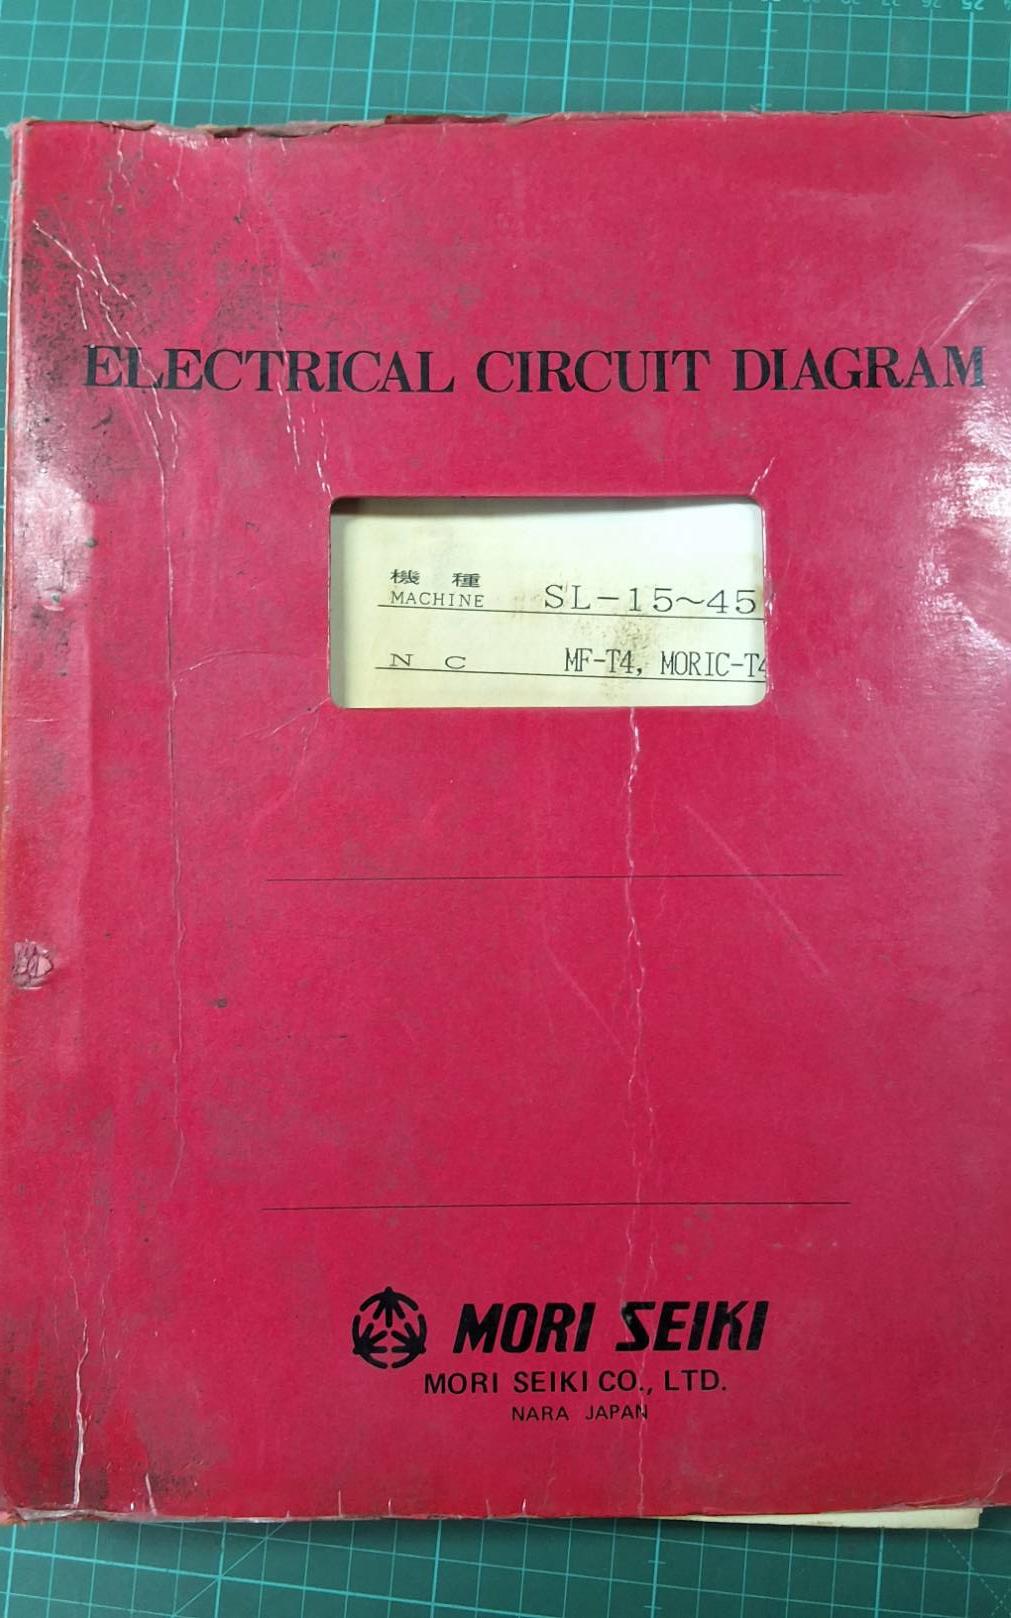 ELECTRICAL CIRCUIT DIAGRAM
機 種
MACHINE SL-15~45
N C MF-T4, MORIC-T4
MORI SEIKI
MORI SEIKI CO., LTD.
NARA JAPAN